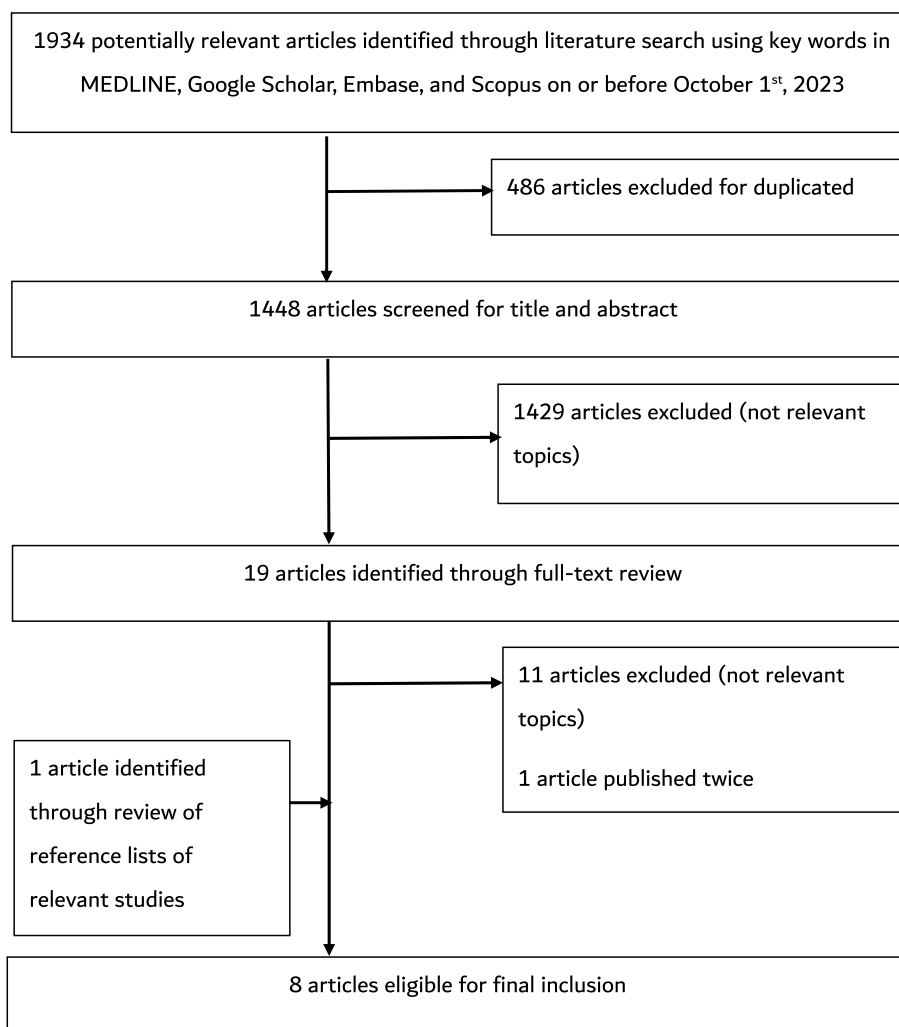 1934 potentially relevant articles identified through literature search using key words in
MEDLINE, Google Scholar, Embase, and Scopus on or before October 1st, 2023
486 articles excluded for duplicated
1448 articles screened for title and abstract
1429 articles excluded (not relevant
topics)
19 articles identified through full-text review
11 articles excluded (not relevant
topics)
1 article published twice
1 article identified
through review of
reference lists of
relevant studies
8 articles eligible for final inclusion